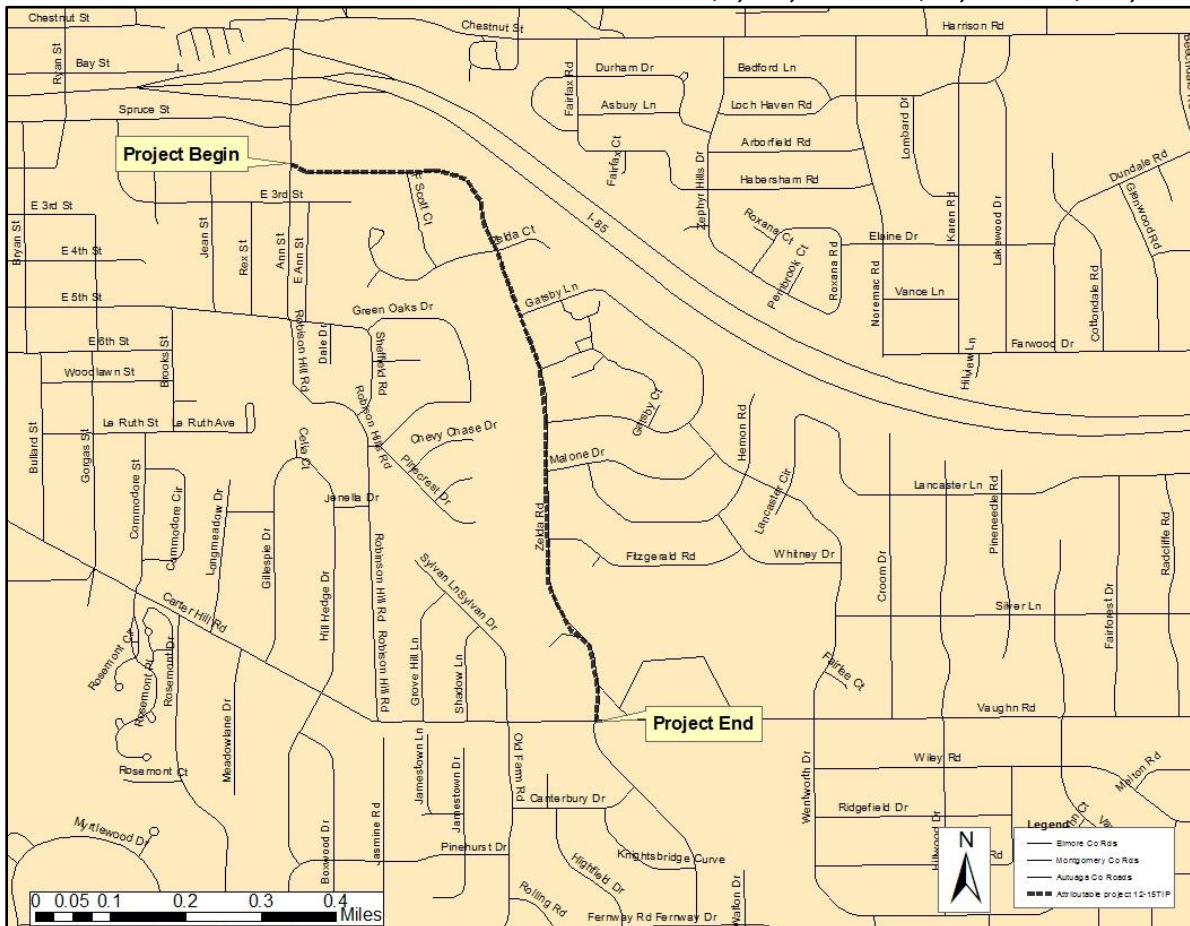 Chestnut St
Chestnut St
Harrison Rd
Ryan St
Bay St
Durham Dr
Bedford Ln
Fairfax Rd
Asbury Ln
Loch Haven Rd
Lombard Dr
Spruce St
Arborfield Rd
Fairfax Ct
Project Begin
Zephyr Hills Dr
Habersham Rd
Dundale Rd
Glenwood Rd
F Scott Ct
E 3rd St
E 3rd St
Karen Rd
Lakewood Dr
I-85
Roxana Ct
Bryan St
Jean St
Rex St
Ann St
E Ann St
Zelda Ct
Elaine Dr
E 4th St
Pembrook Ct
Roxana Rd
Noremac Rd
Cottondale Rd
Vance Ln
Gatsby Ln
E 5th St
Green Oaks Dr
Robison Hill Rd
Dale Dr
Sheffield Rd
E 6th St
Brooks St
Hilview Ln
Farwood Dr
Woodlawn St
Gatsby Ct
Robison Hills Rd
Le Ruth St
Le Ruth Ave
Bullard St
Gorgas St
Chevy Chase Dr
Hernon Rd
Celia Ct
Malone Dr
Pinecrest Dr
Lancaster Cir
Lancaster Ln
Commodore St
Commodore Cir
Longmeadow Dr
Jenella Dr
Pineneedle Rd
Radcliffe Rd
Zelda Rd
Gillespie Dr
Robinson Hill Rd
Fitzgerald Rd
Whitney Dr
Croom Dr
Sylvan Ln
Sylvan Dr
Carter Hill Rd
Hill Hedge Dr
Silver Ln
Fairforest Dr
Rosemont Cir
Rosemont Pl
Rosemont Dr
Robison Hill Rd
Grove Hill Ln
Shadow Ln
Fairlee Ct
Project End
Vaughn Rd
Meadowlane Dr
Jamestown Ln
Jamestown Dr
Old Farm Rd
Wentworth Dr
Wiley Rd
Melton Rd
Rosemont Ct
Canterbury Dr
Ridgefield Dr
Myrtlewood Dr
Boxwood Dr
Jasmine Rd
Pinehurst Dr
Knightsbridge Curve
Highfield Dr
Walton Dr
Rolling Rd
Fernway Rd
Fernway Dr
N
Legend
Elmore Co Rds
Montgomery Co Rds
Autuaga Co Roads
Attributable project 12-15TIP
0 0.05 0.1 0.2 0.3 0.4
Miles